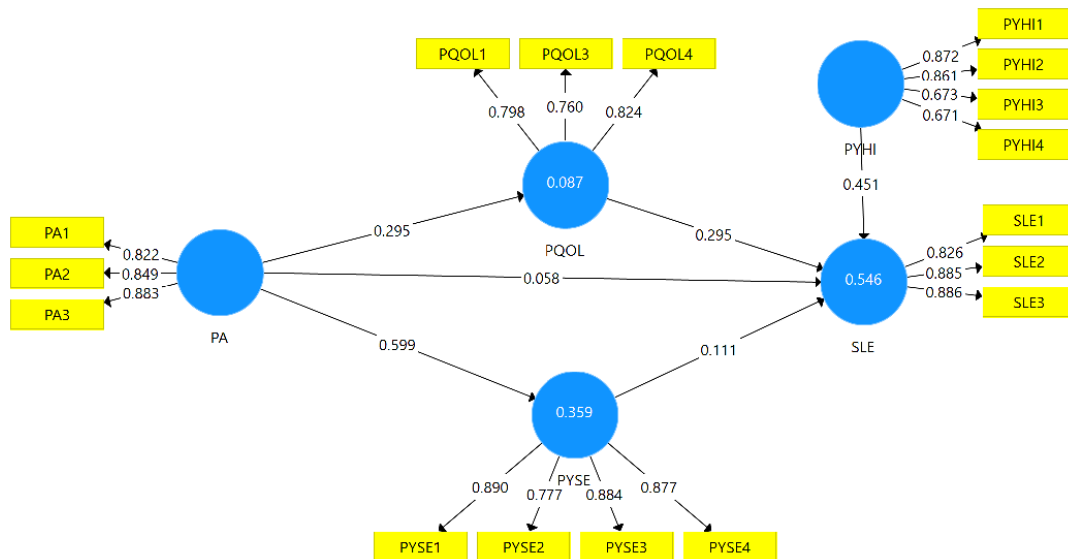 PYHI1
PQOL1 PQOL3 PQOL4
0.872
PYHI2
0.861
0.798 0.760 0.824
0.673
PYHI3
0.671
PYHI4
PYHI
0.087
0.451
PA1
0.822
0.295
PQOL
0.295
SLE1
0.826
PA2
0.849
0.058
0.546
0.885
SLE2
0.883
0.886
PA3
SLE3
PA
SLE
0.599
0.111
0.359
PYSE
0.890 0.777 0.884 0.877
PYSE1 PYSE2 PYSE3 PYSE4